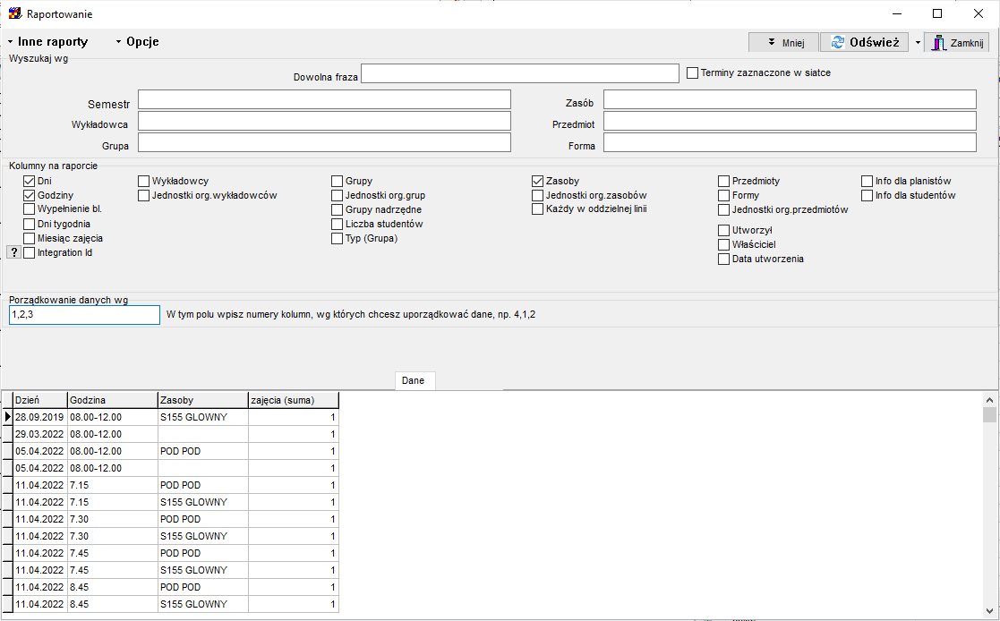 Raportowanie
Inne raporty Opcje Mniej Odśwież Zamknij
Wyszukaj wg
Dowolna fraza Terminy zaznaczone w siatce
Semestr Zasób
Wykładowca Przedmiot
Grupa Forma
Kolumny na raporcie
Dni Wykładowcy Grupy Zasoby Przedmioty Info dla planistów
Godziny Jednostki org.wykładowców Jednostki org.grup Jednostki org.zasobów Formy Info dla studentów
Wypełnienie bl. Grupy nadrzędne Każdy w oddzielnej linii Jednostki org.przedmiotów
Dni tygodnia Liczba studentów Utworzył
Miesiąc zajęcia Typ (Grupa) Właściciel
? Integration Id Data utworzenia
Porządkowanie danych wg
1,2,3 W tym polu wpisz numery kolumn, wg których chcesz uporządkować dane, np. 4,1,2
Dane
Dzień Godzina Zasoby zajęcia (suma)
28.09.2019 08.00-12.00 S155 GLOWNY 1
29.03.2022 08.00-12.00 1
05.04.2022 08.00-12.00 POD POD 1
05.04.2022 08.00-12.00 1
11.04.2022 7.15 POD POD 1
11.04.2022 7.15 S155 GLOWNY 1
11.04.2022 7.30 POD POD 1
11.04.2022 7.30 S155 GLOWNY 1
11.04.2022 7.45 POD POD 1
11.04.2022 7.45 S155 GLOWNY 1
11.04.2022 8.45 POD POD 1
11.04.2022 8.45 S155 GLOWNY 1